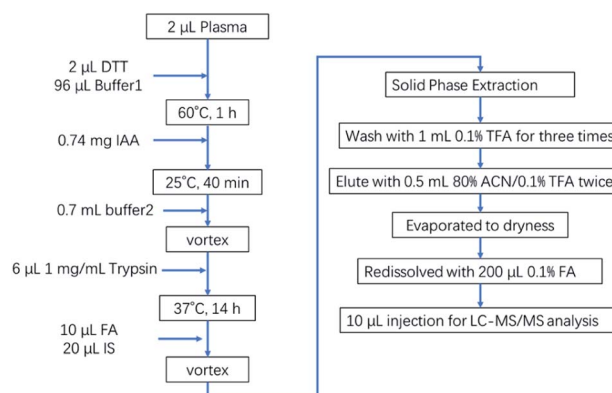 2 μL Plasma
2 μL DTT
96 μL Buffer1
60°C, 1 h
0.74 mg IAA
25°C, 40 min
0.7 mL buffer2
vortex
6 μL 1 mg/mL Trypsin
37°C, 14 h
10 μL FA
20 μL IS
vortex
Solid Phase Extraction
Wash with 1 mL 0.1% TFA for three times
Elute with 0.5 mL 80% ACN/0.1% TFA twice
Evaporated to dryness
Redissolved with 200 μL 0.1% FA
10 μL injection for LC-MS/MS analysis